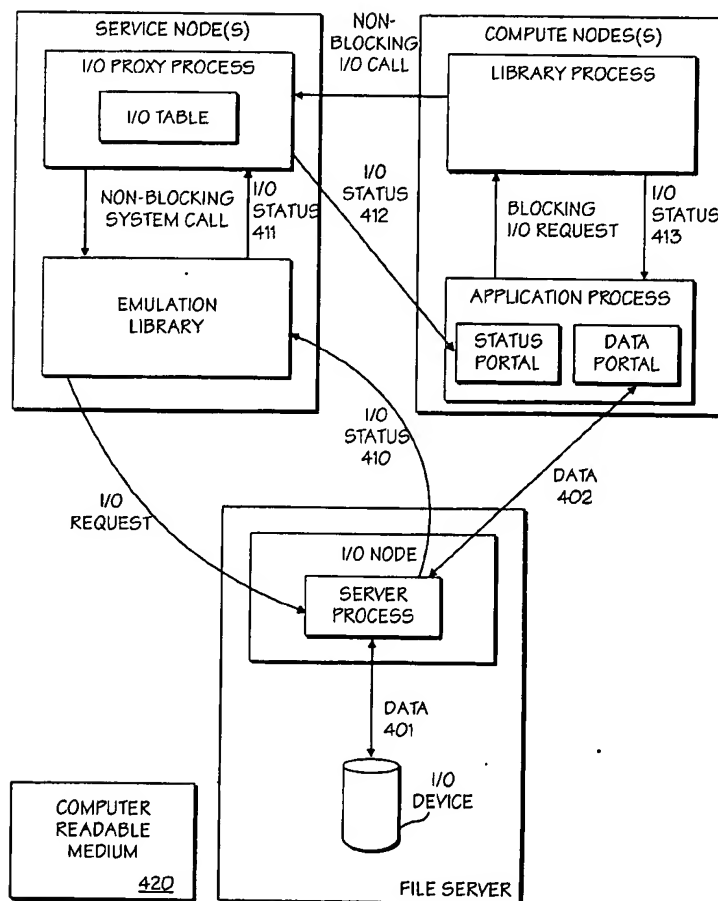 SERVICE NODE(S)
I/O PROXY PROCESS
I/O TABLE
NON-BLOCKING
SYSTEM CALL
I/O
STATUS
411
EMULATION
LIBRARY
NON-
BLOCKING
I/O CALL
I/O
STATUS
412
COMPUTE NODES(S)
LIBRARY PROCESS
BLOCKING
I/O REQUEST
I/O
STATUS
413
APPLICATION PROCESS
STATUS
PORTAL
DATA
PORTAL
I/O
STATUS
410
DATA
402
I/O
REQUEST
I/O NODE
SERVER
PROCESS
DATA
401
I/O
DEVICE
FILE SERVER
COMPUTER
READABLE
MEDIUM
420